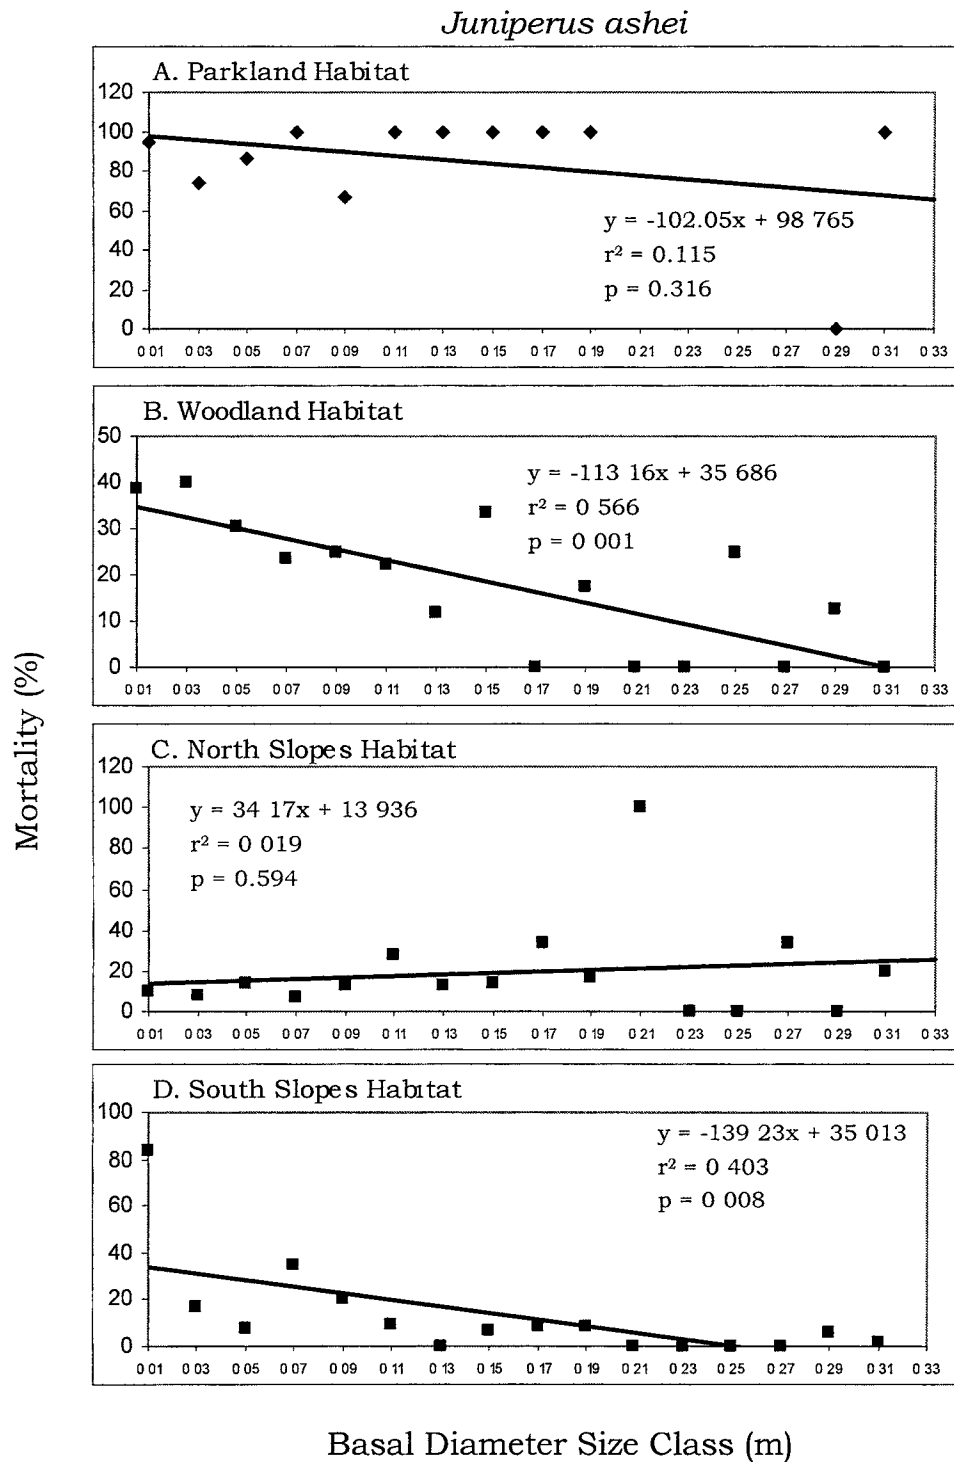 Juniperus ashei
A. Parkland Habitat
120
100
80
60
40
20
0
y = -102.05x + 98 765
r² = 0.115
p = 0.316
0 01 0 03 0 05 0 07 0 09 0 11 0 13 0 15 0 17 0 19 0 21 0 23 0 25 0 27 0 29 0 31 0 33
B. Woodland Habitat
50
40
30
20
10
0
y = -113 16x + 35 686
r² = 0 566
p = 0 001
0 01 0 03 0 05 0 07 0 09 0 11 0 13 0 15 0 17 0 19 0 21 0 23 0 25 0 27 0 29 0 31 0 33
Mortality (%)
C. North Slopes Habitat
120
100
80
60
40
20
0
y = 34 17x + 13 936
r² = 0 019
p = 0.594
0 01 0 03 0 05 0 07 0 09 0 11 0 13 0 15 0 17 0 19 0 21 0 23 0 25 0 27 0 29 0 31 0 33
D. South Slopes Habitat
100
80
60
40
20
0
y = -139 23x + 35 013
r² = 0 403
p = 0 008
0 01 0 03 0 05 0 07 0 09 0 11 0 13 0 15 0 17 0 19 0 21 0 23 0 25 0 27 0 29 0 31 0 33
Basal Diameter Size Class (m)